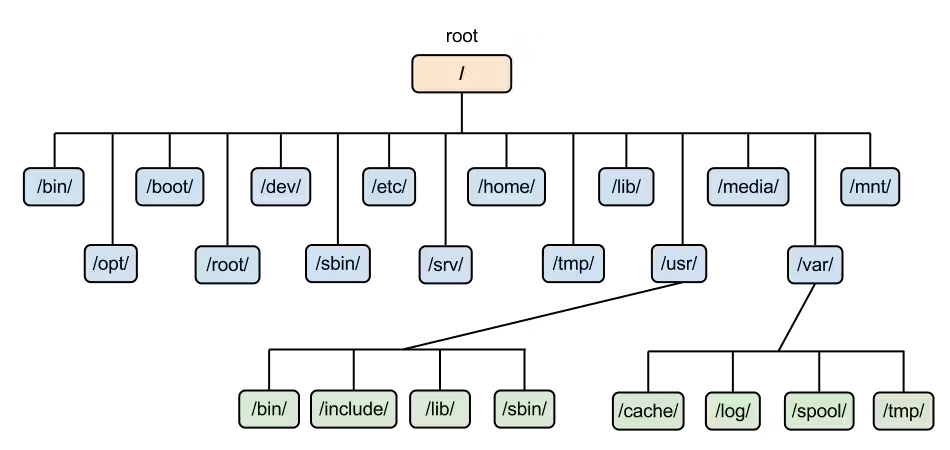 root
/
/bin/ /boot/ /dev/ /etc/ /home/ /lib/ /media/ /mnt/
/opt/ /root/ /sbin/ /srv/ /tmp/ /usr/ /var/
/bin/ /include/ /lib/ /sbin/ /cache/ /log/ /spool/ /tmp/